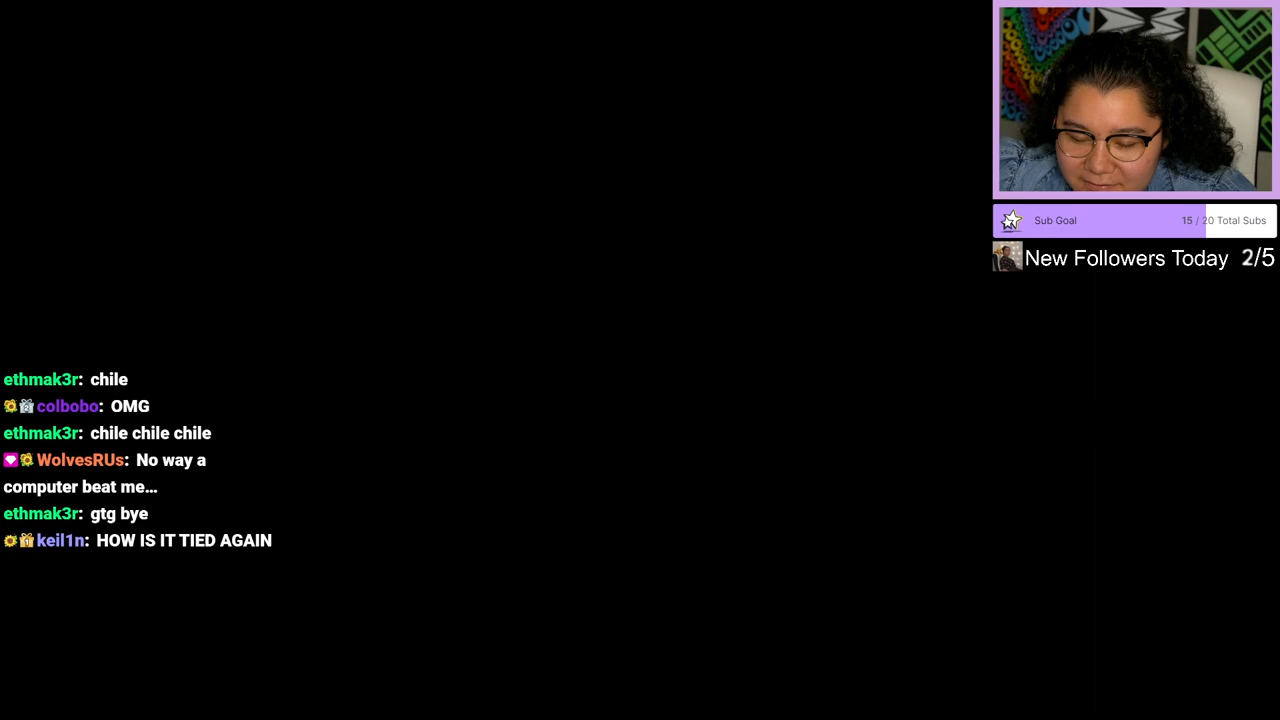 Sub Goal 15 / 20 Total Subs
New Followers Today 2/5
ethmak3r: chile
colbobo: OMG
ethmak3r: chile chile chile
WolvesRUs: No way a
computer beat me...
ethmak3r: gtg bye
keil1n: HOW IS IT TIED AGAIN